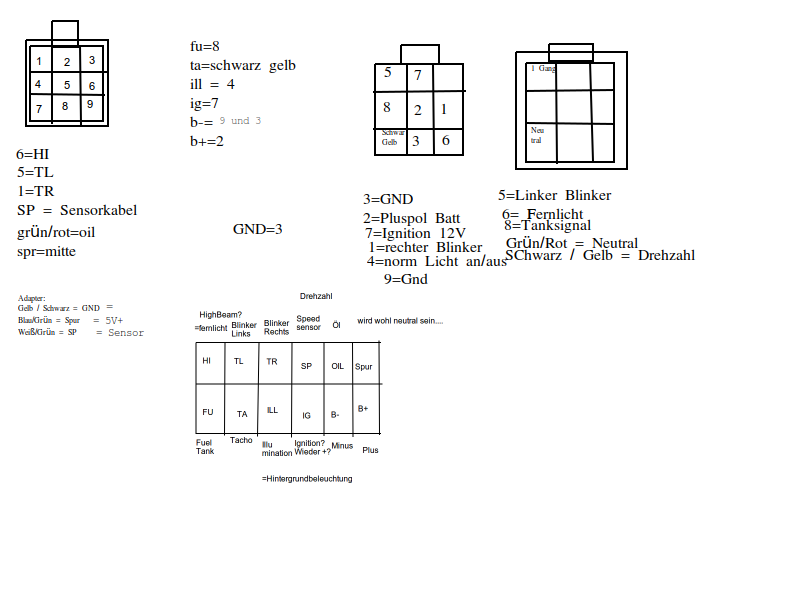 1 2 3
4 5 6
7 8 9
6=HI
5=TL
1=TR
SP = Sensorkabel
grün/rot=oil
spr=mitte
fu=8
ta=schwarz gelb
ill = 4
ig=7
b-= 9 und 3
b+=2
GND=3
5 7
8 2 1
Schwar
Gelb 3 6
3=GND
2=Pluspol Batt
7=Ignition 12V
1=rechter Blinker
4=norm Licht an/aus
9=Gnd
1 Gang
Neu
tral
5=Linker Blinker
6= Fernlicht
8=Tanksignal
Grün/Rot = Neutral
SChwarz / Gelb = Drehzahl
Adapter:
Gelb / Schwarz = GND =
Blau/Grün = Spur = 5V+
Weiß/Grün = SP = Sensor
Drehzahl
HighBeam?
=fernlicht
Blinker
Links
Blinker
Rechts
Speed
sensor
Öl
wird wohl neutral sein....
HI TL TR SP OIL Spur
FU TA ILL IG B- B+
Fuel
Tank
Tacho
Illu
mination
Ignition?
Wieder +?
Minus
Plus
=Hintergrundbeleuchtung